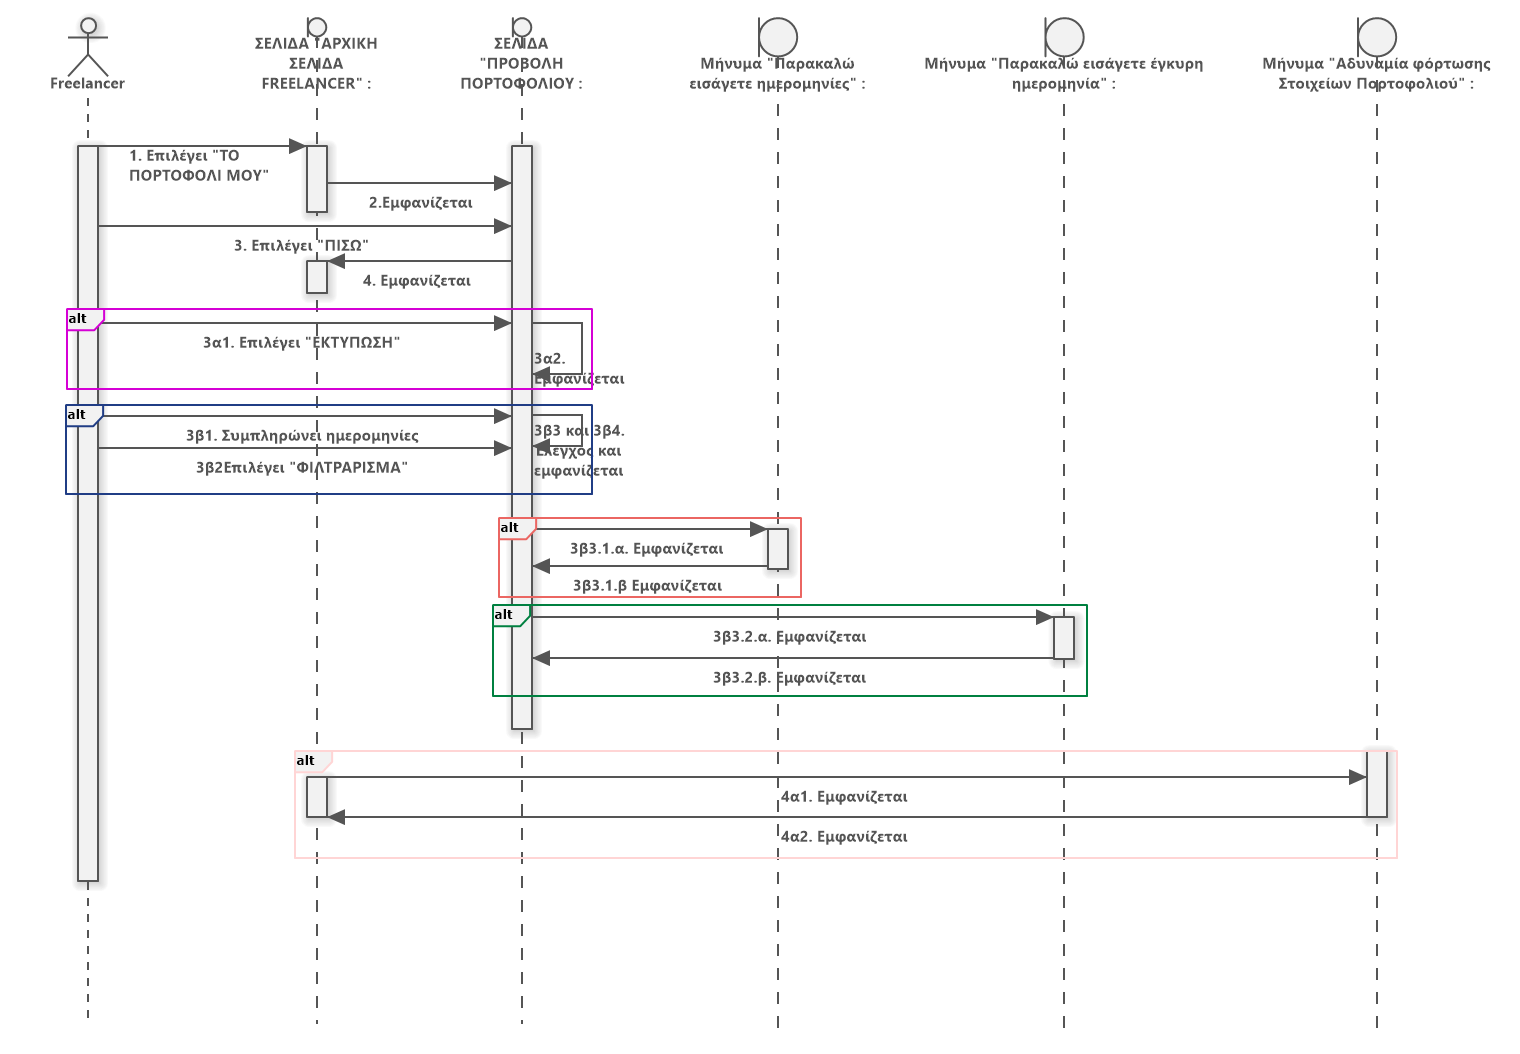 Freelancer
ΣΕΛΙΔΑ "ΑΡΧΙΚΗ
ΣΕΛΙΔΑ
FREELANCER" :
ΣΕΛΙΔΑ
"ΠΡΟΒΟΛΗ
ΠΟΡΤΟΦΟΛΙΟΥ :
Μήνυμα "Παρακαλώ
εισάγετε ημερομηνίες" :
Μήνυμα "Παρακαλώ εισάγετε έγκυρη
ημερομηνία" :
Μήνυμα "Αδυναμία φόρτωσης
Στοιχείων Πορτοφολιού" :
1. Επιλέγει "ΤΟ
ΠΟΡΤΟΦΟΛΙ ΜΟΥ"
2.Εμφανίζεται
3. Επιλέγει "ΠΙΣΩ"
4. Εμφανίζεται
alt
3α1. Επιλέγει "ΕΚΤΥΠΩΣΗ"
3α2.
Εμφανίζεται
alt
3β1. Συμπληρώνει ημερομηνίες
3β2Επιλέγει "ΦΙΛΤΡΑΡΙΣΜΑ"
3β3 και 3β4.
Έλεγχος και
εμφανίζεται
alt
3β3.1.α. Εμφανίζεται
3β3.1.β Εμφανίζεται
alt
3β3.2.α. Εμφανίζεται
3β3.2.β. Εμφανίζεται
alt
4α1. Εμφανίζεται
4α2. Εμφανίζεται